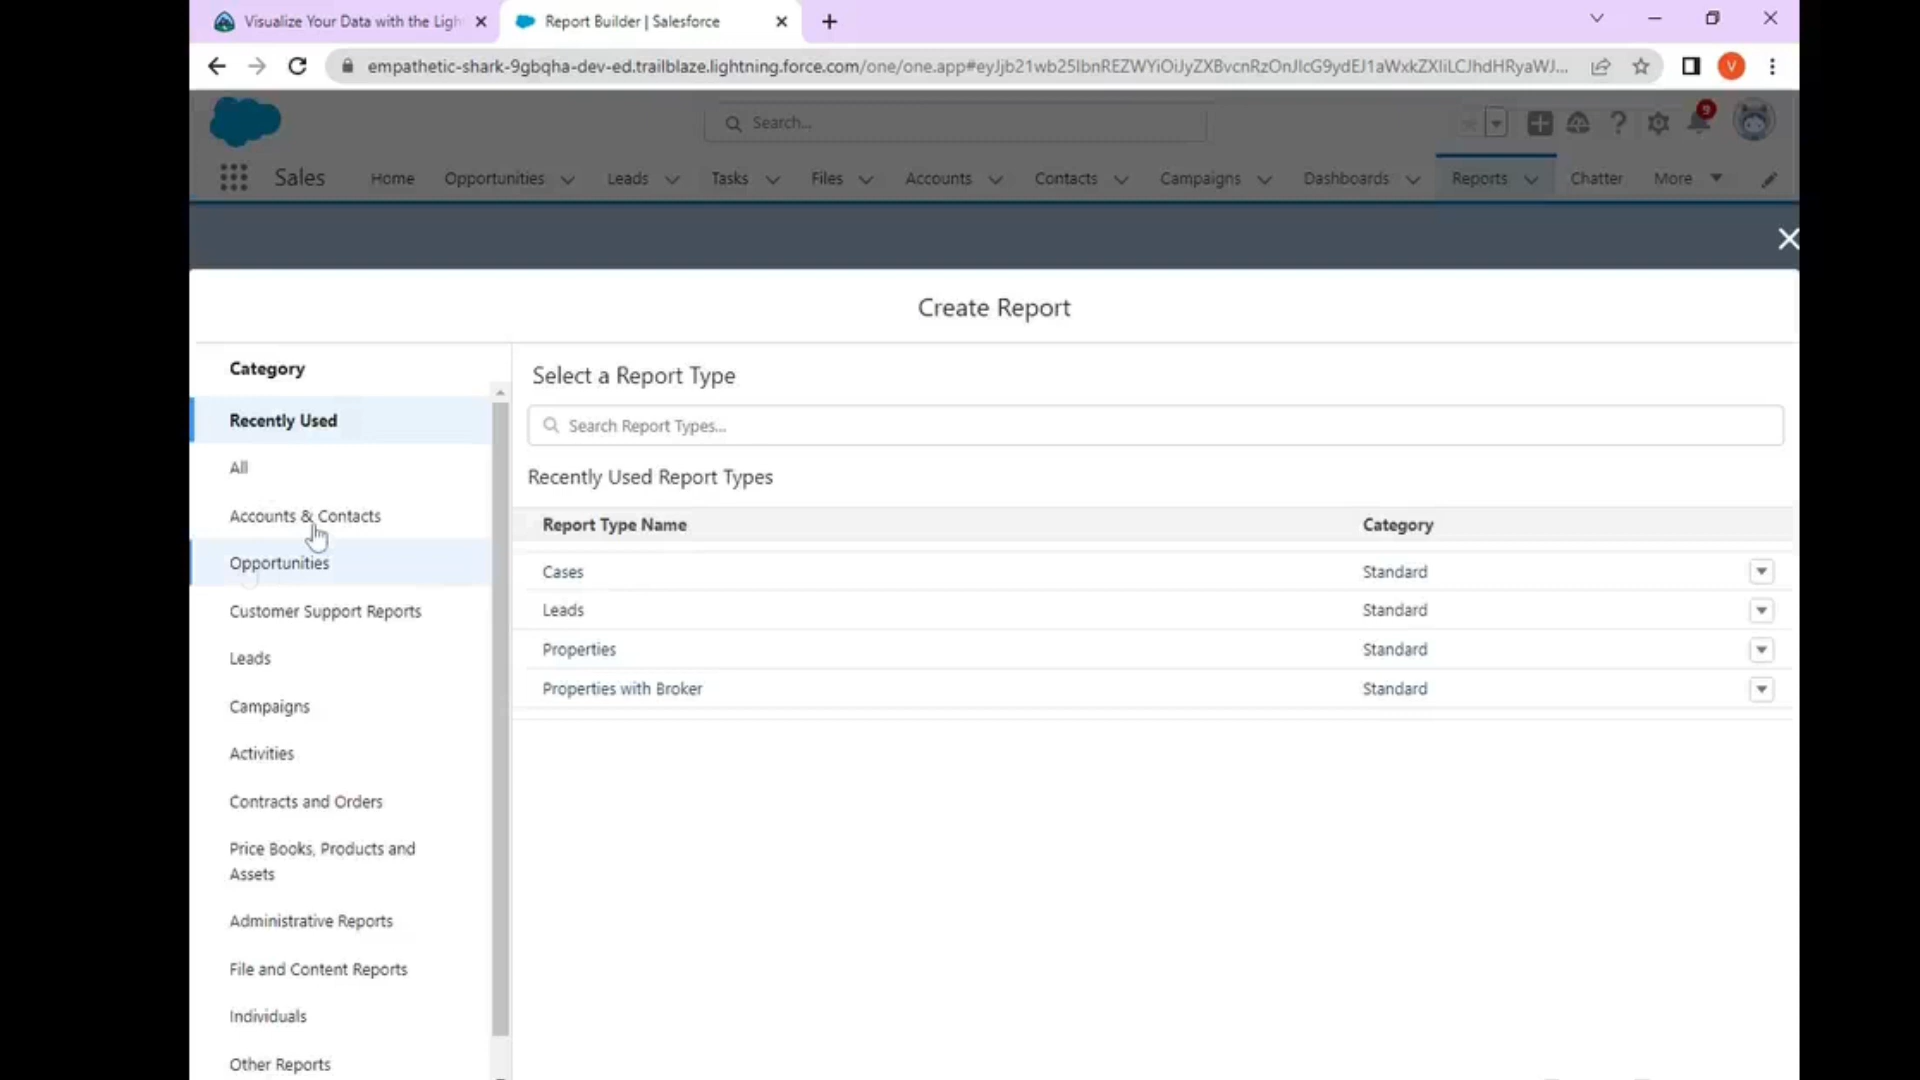 Visualize Your Data with the Ligh
Report Builder | Salesforce
empathetic-shark-9gbqha-dev-ed.trailblaze.lightning.force.com/one/one.app#eyJjb21wb25lbnREZWYiOiJyZXBvcnRzOnJlcG9ydEJ1aWxkZXIiLCJhdHRyaWJ...
V
Search...
9
Sales Home Opportunities Leads Tasks Files Accounts Contacts Campaigns Dashboards Reports Chatter More
Create Report
Category
Recently Used
All
Accounts & Contacts
Opportunities
Customer Support Reports
Leads
Campaigns
Activities
Contracts and Orders
Price Books, Products and
Assets
Administrative Reports
File and Content Reports
Individuals
Other Reports
Select a Report Type
Search Report Types...
Recently Used Report Types
Report Type Name Category
Cases Standard
Leads Standard
Properties Standard
Properties with Broker Standard